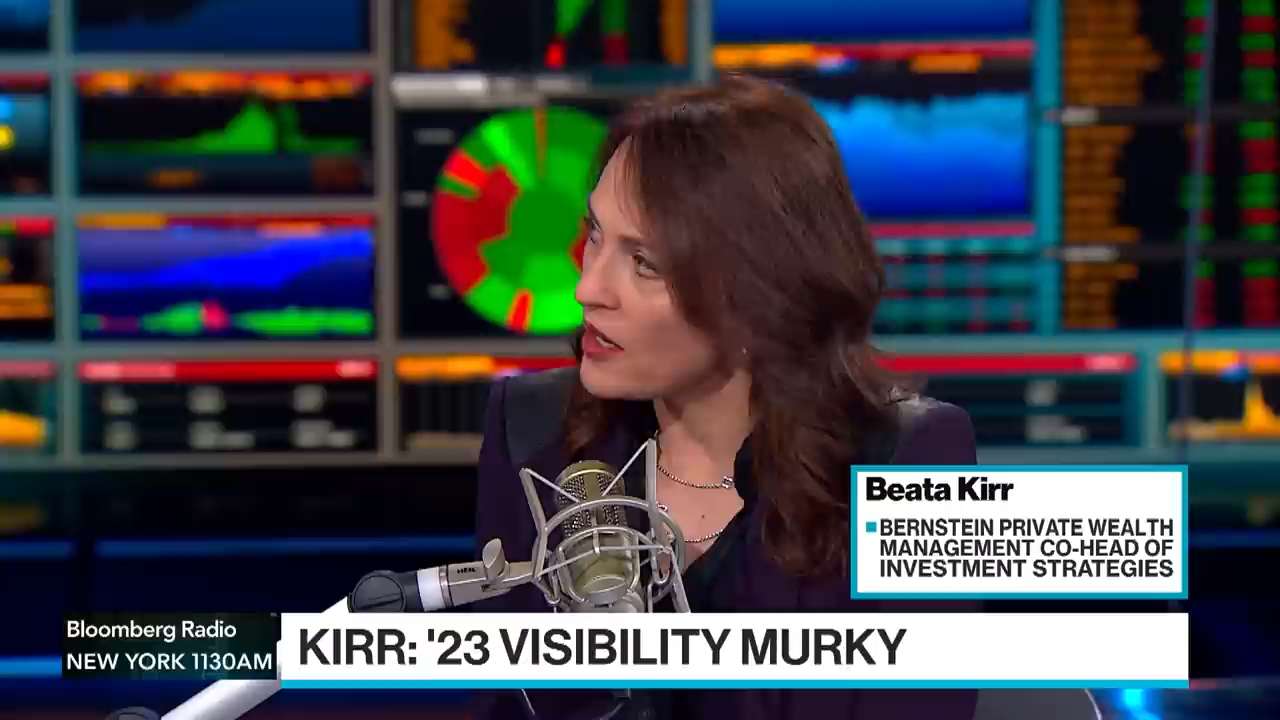 Beata Kirr
BERNSTEIN PRIVATE WEALTH
MANAGEMENT CO-HEAD OF
INVESTMENT STRATEGIES
Bloomberg Radio
NEW YORK 1130AM
KIRR: '23 VISIBILITY MURKY